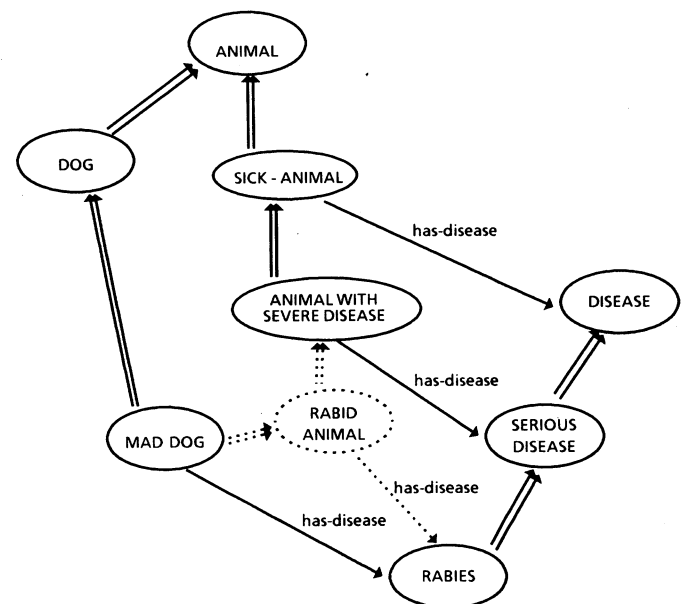 ANIMAL
DOG
SICK - ANIMAL
has-disease
ANIMAL WITH
SEVERE DISEASE
DISEASE
has-disease
RABID
ANIMAL
MAD DOG
SERIOUS
DISEASE
has-disease
has-disease
RABIES